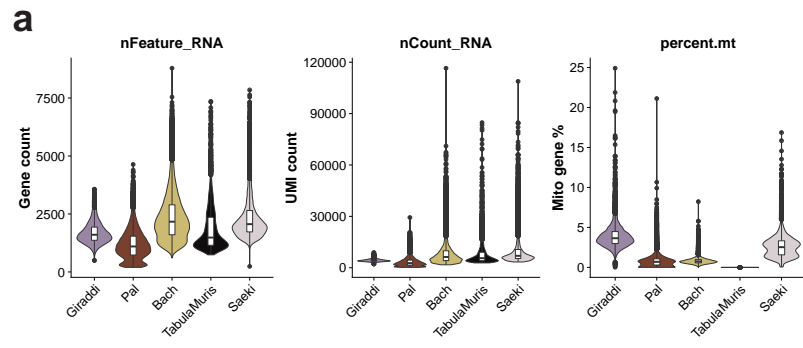 a
nFeature_RNA
nCount_RNA
percent.mt
Gene count
7500
5000
2500
0
Giraddi
Pal
Bach
TabulaMuris
Saeki
UMI count
120000
90000
60000
30000
0
Giraddi
Pal
Bach
TabulaMuris
Saeki
Mito gene %
25
20
15
10
5
0
Giraddi
Pal
Bach
TabulaMuris
Saeki